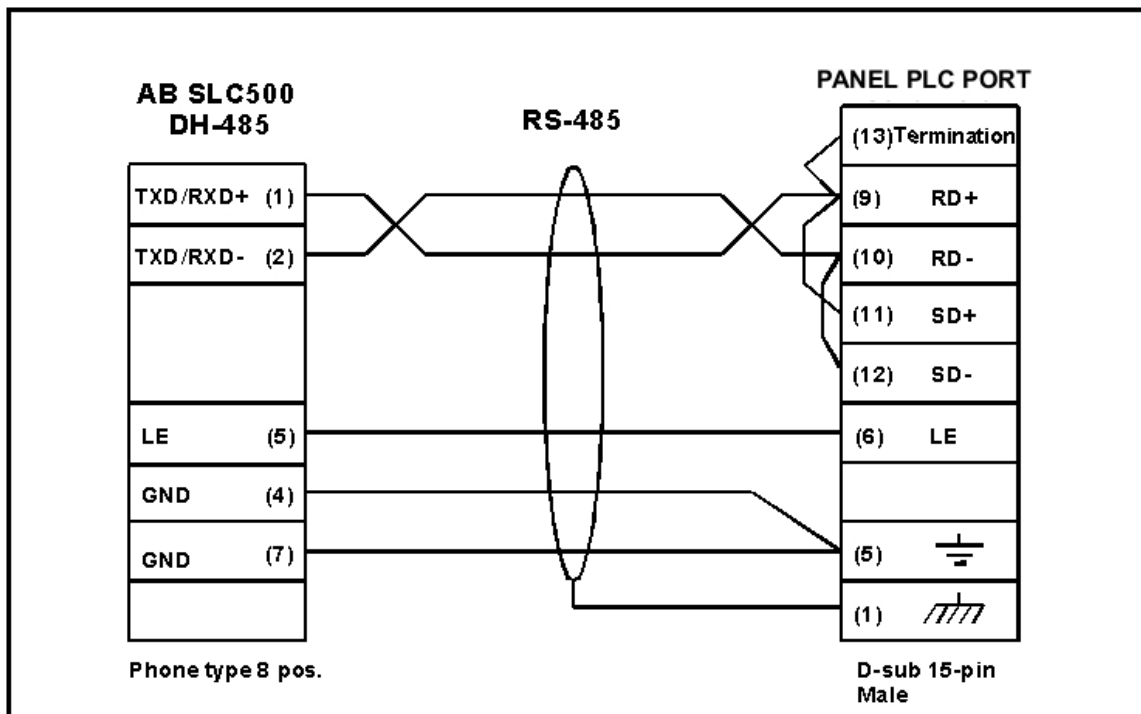 AB SLC500
DH-485
RS-485
PANEL PLC PORT
TXD/RXD+ (1)
TXD/RXD- (2)
LE (5)
GND (4)
GND (7)
Phone type 8 pos.
(13)Termination
(9) RD+
(10) RD-
(11) SD+
(12) SD-
(6) LE
(5)
(1)
D-sub 15-pin
Male